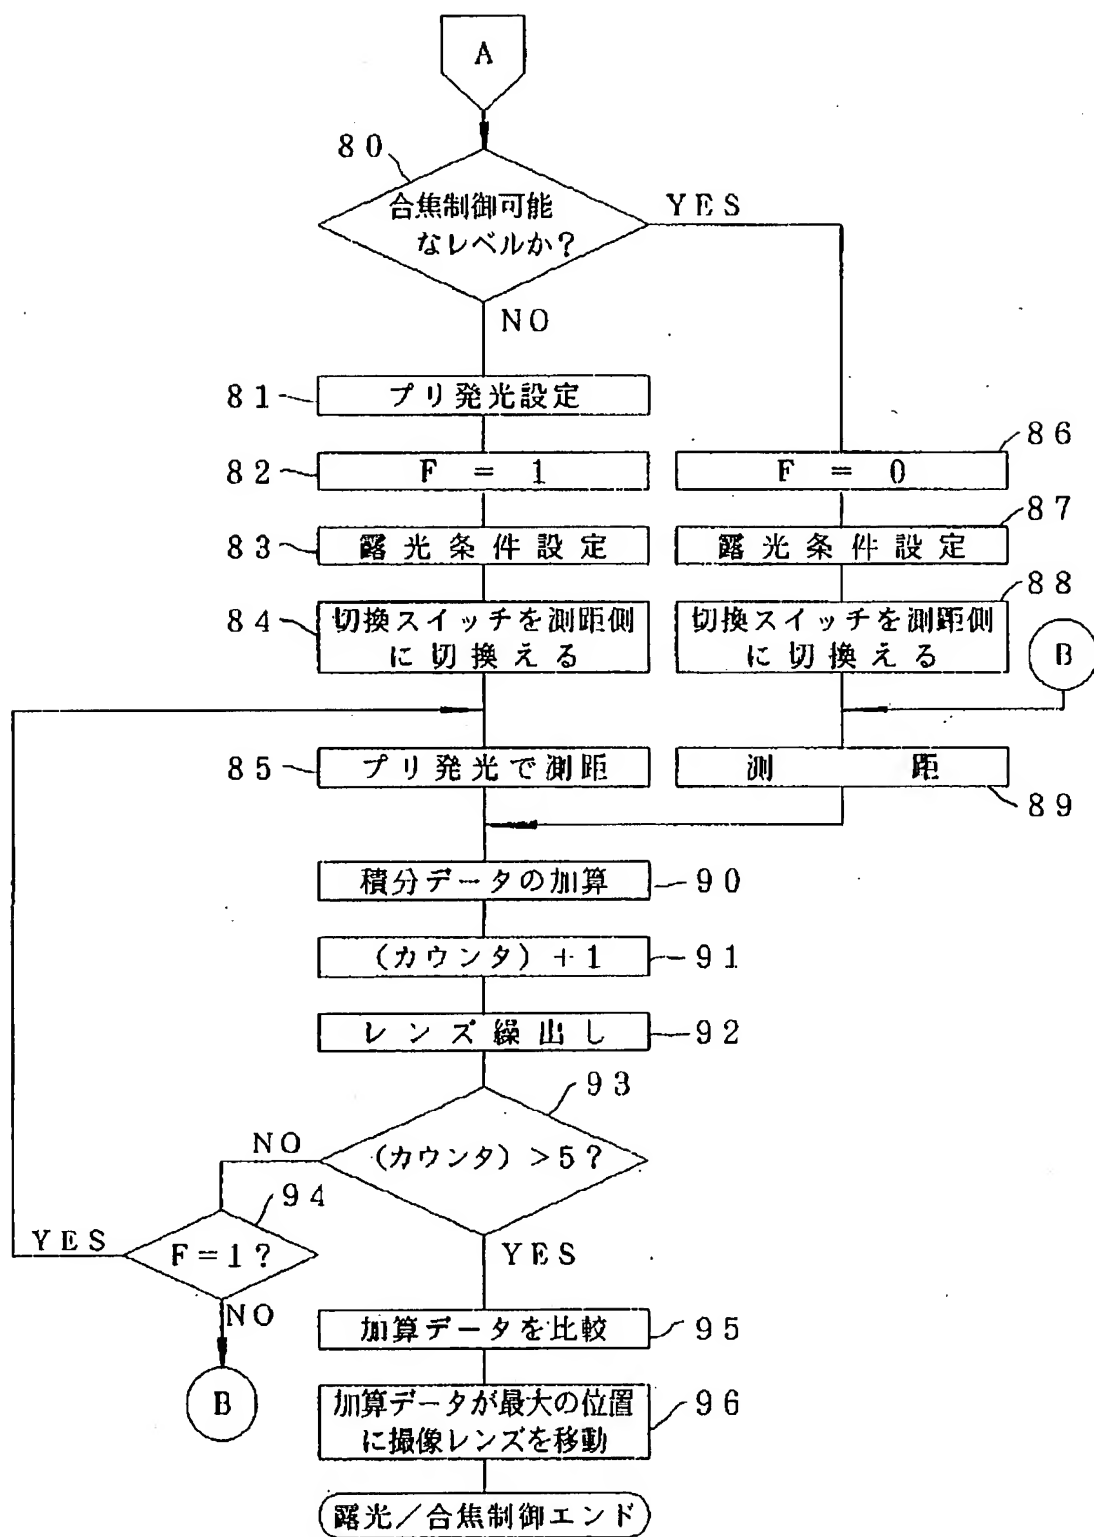 A
80
合焦制御可能
なレベルか?
YES
NO
81
プリ発光設定
82
F = 1
86
F = 0
83
露光条件設定
87
露光条件設定
84
切換スイッチを測距側
に切換える
88
切換スイッチを測距側
に切換える
B
85
プリ発光で測距
測距
89
積分データの加算
90
(カウンタ)+1
91
レンズ繰出し
92
93
(カウンタ)>5?
NO
94
YES
F=1?
YES
NO
B
加算データを比較
95
加算データが最大の位置
に撮像レンズを移動
96
露光/合焦制御エンド